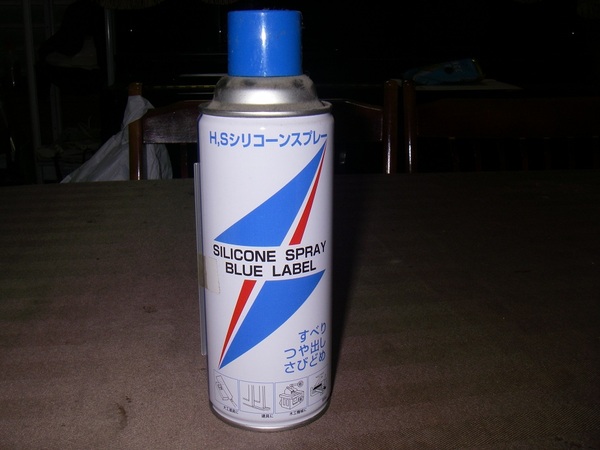 H,Sシリコーンスプレー
SILICONE SPRAY
BLUE LABEL
すべり
つや出し
さびどめ